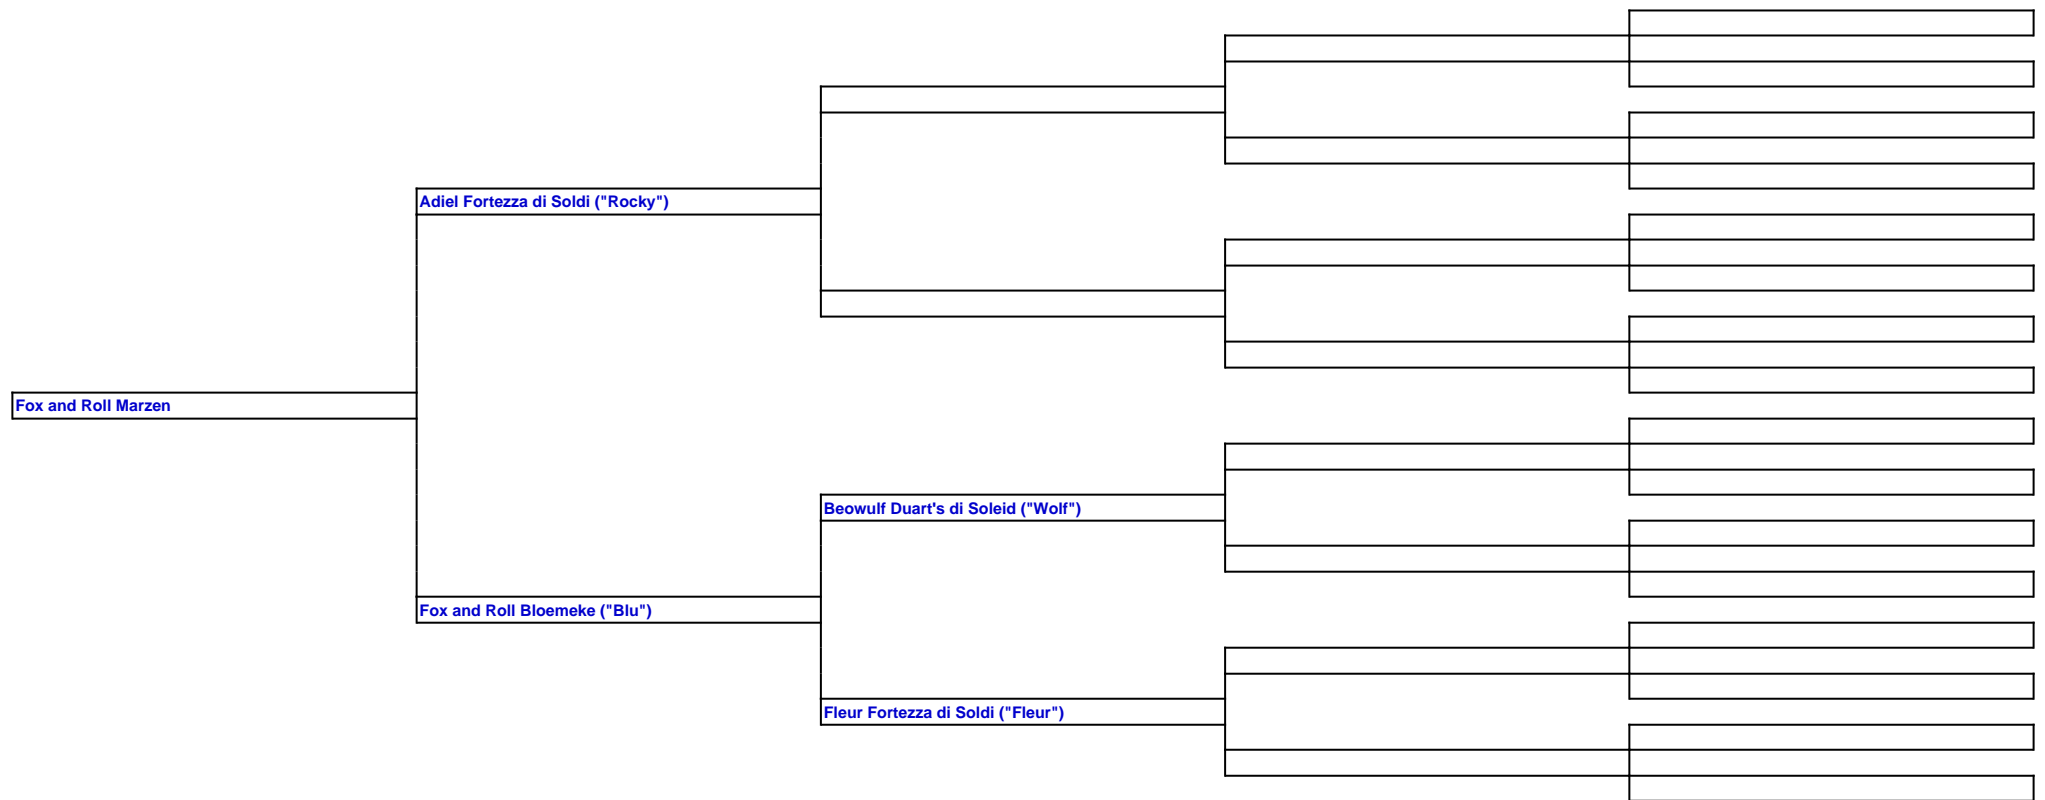 Adiel Fortezza di Soldi ("Rocky")
Fox and Roll Marzen
Beowulf Duart's di Soleid ("Wolf")
Fox and Roll Bloemeke ("Blu")
Fleur Fortezza di Soldi ("Fleur")